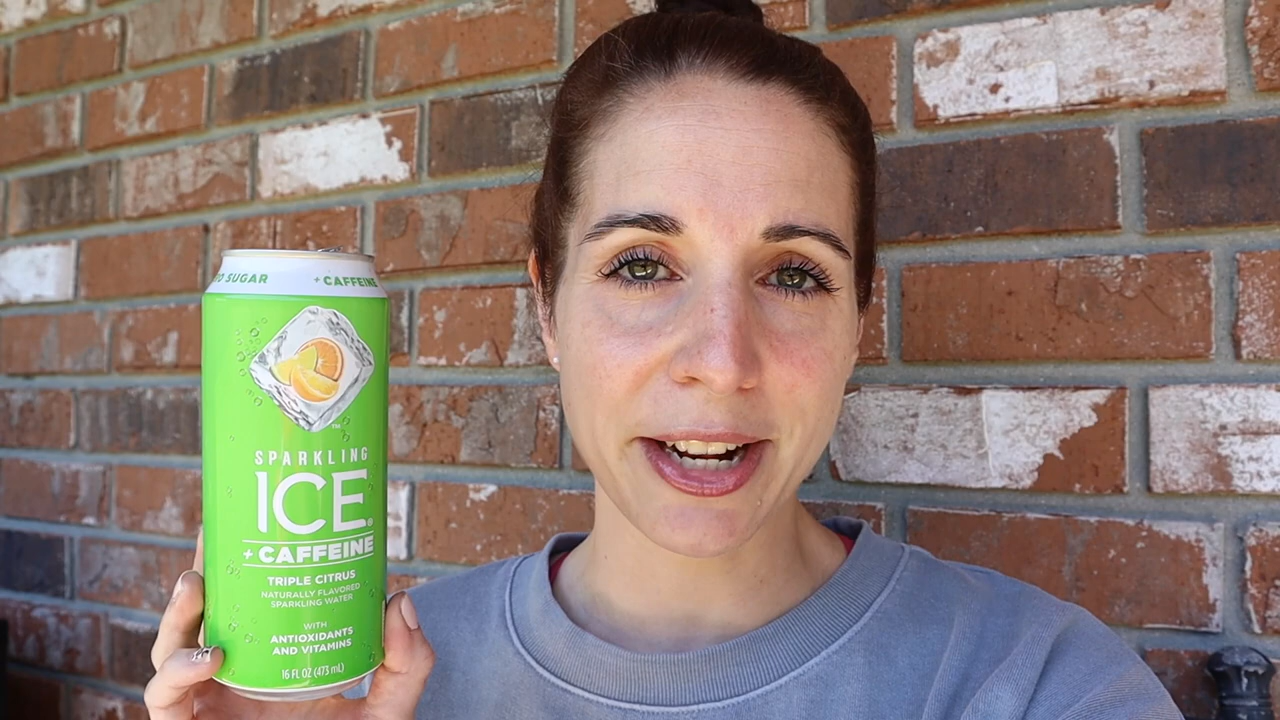 SUGAR + CAFFEINE
™
SPARKLING
ICE®
+ CAFFEINE
TRIPLE CITRUS
NATURALLY FLAVORED
SPARKLING WATER
WITH
ANTIOXIDANTS
AND VITAMINS
16 FL OZ (473 mL)